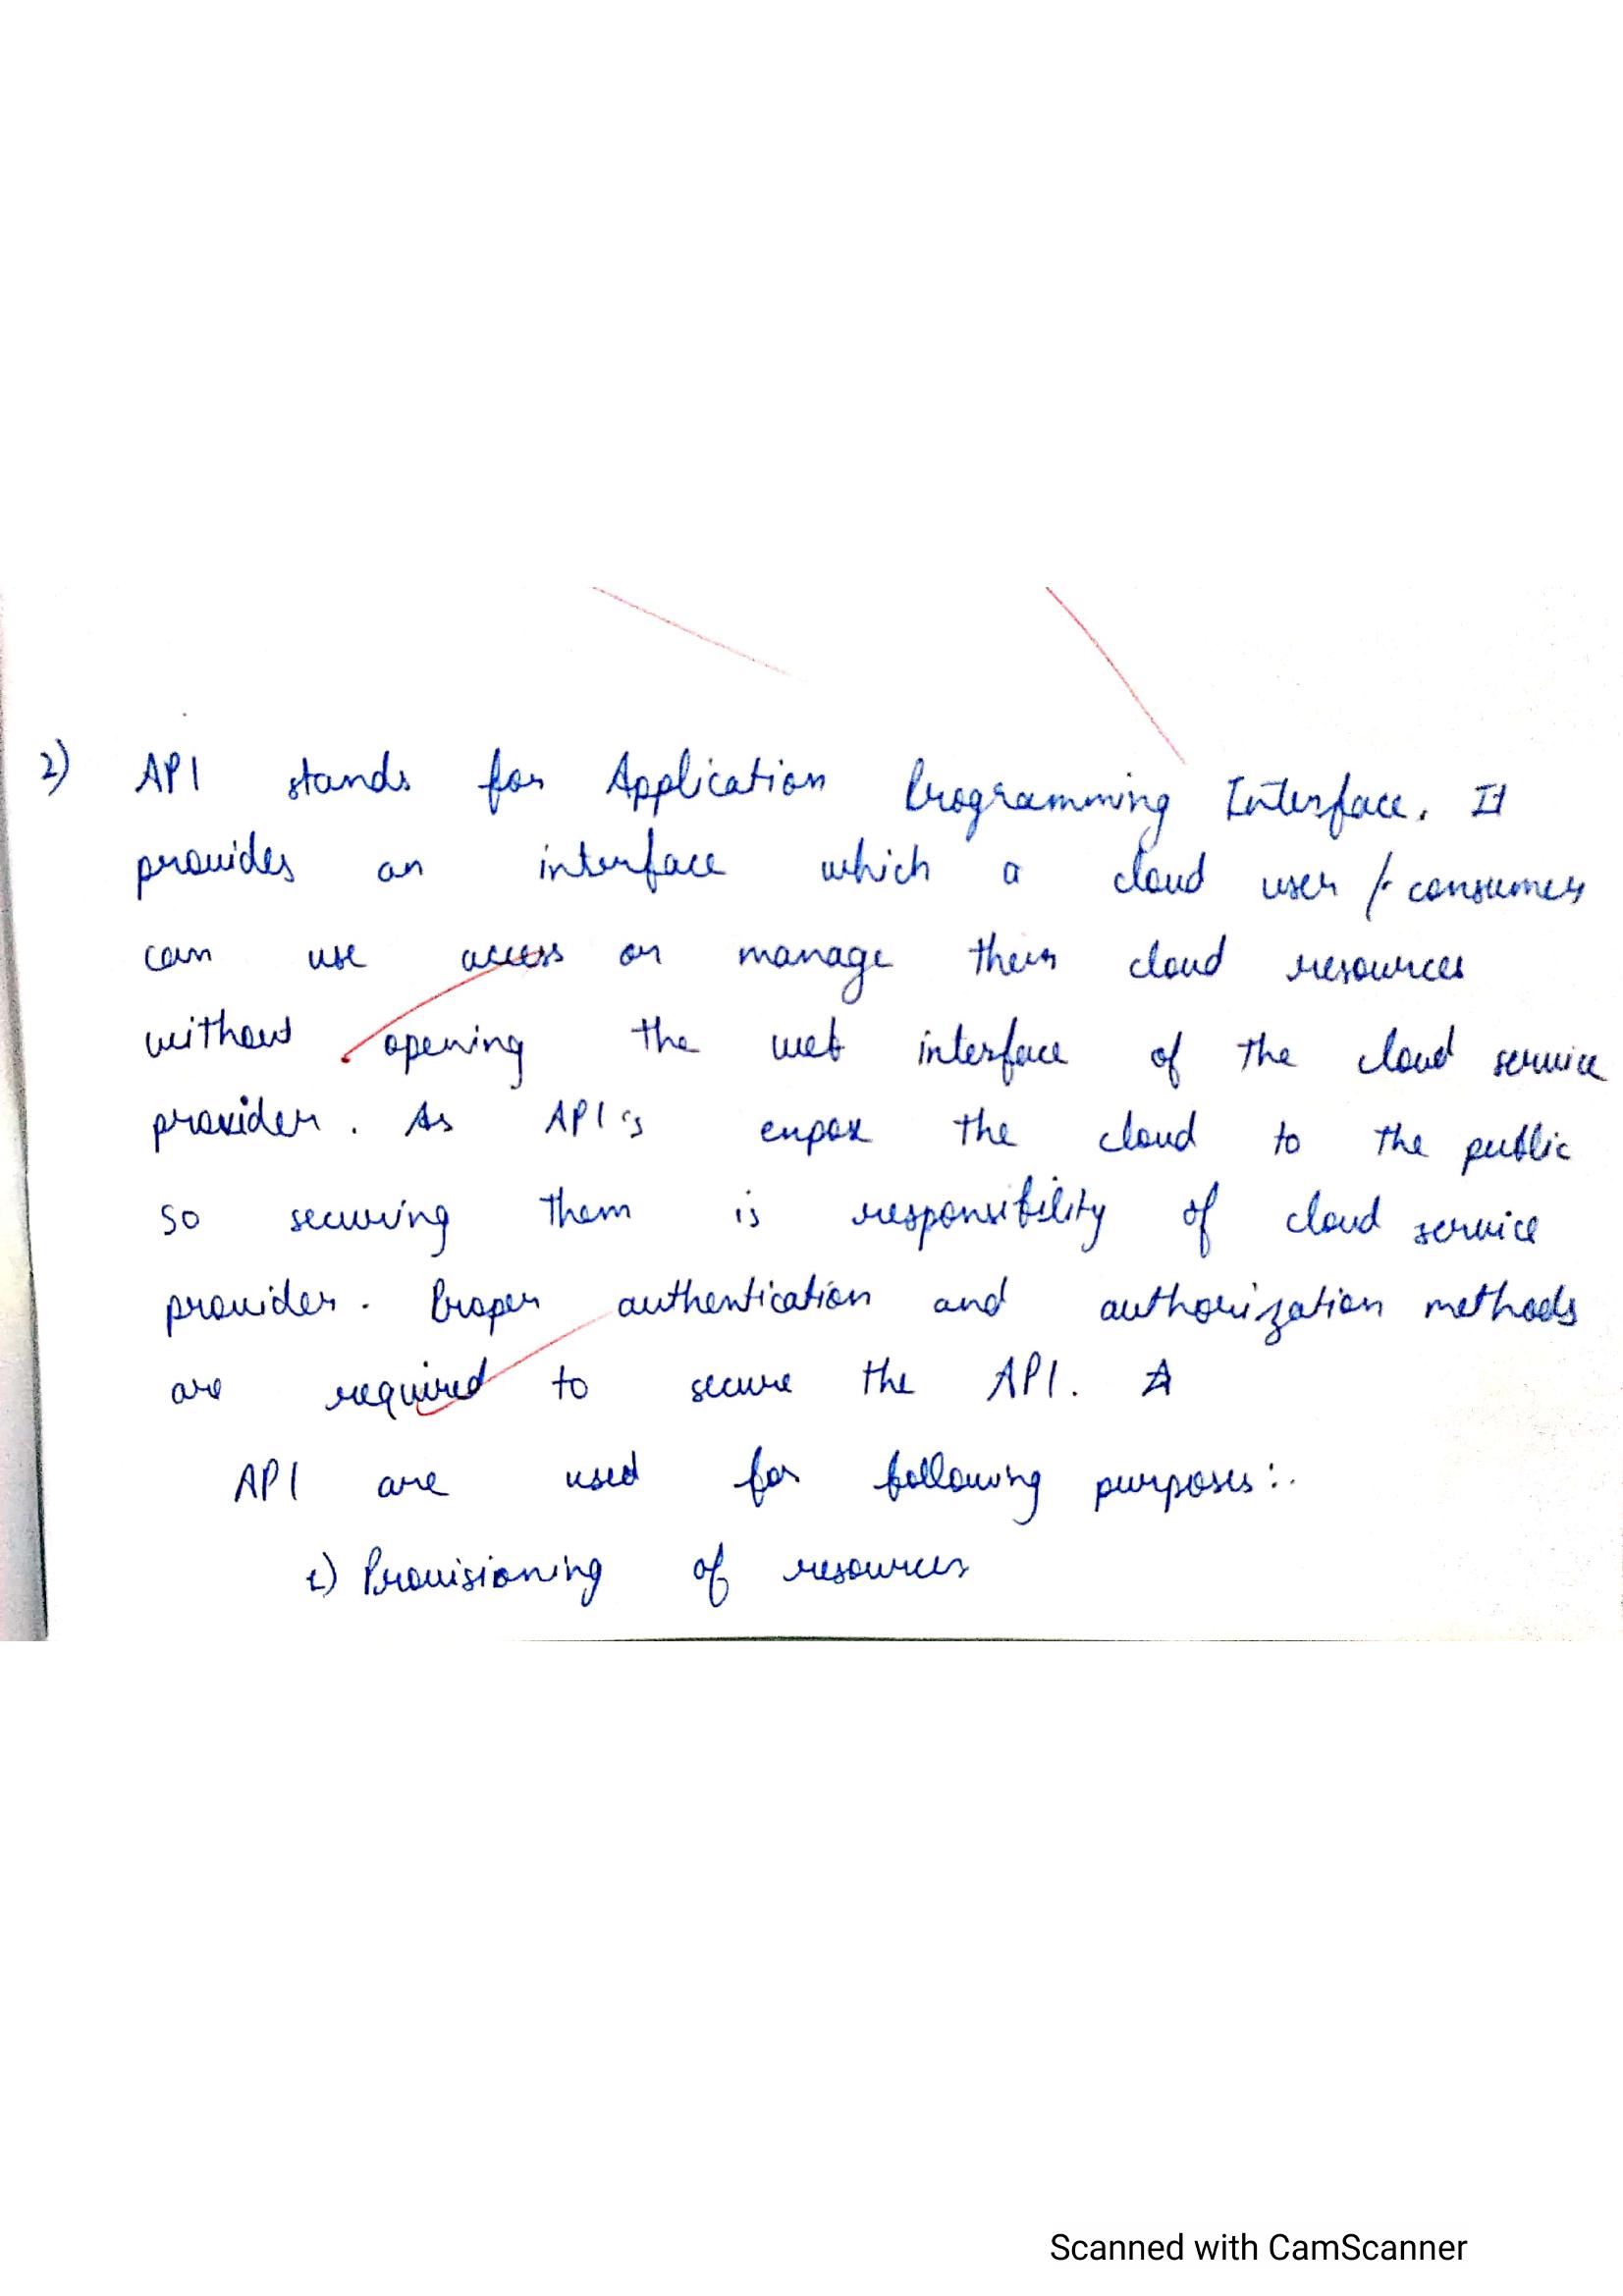 2) API stands for Application Programming Interface. It
provides an interface which a cloud user / consumer
can use access or manage their cloud resources
without opening the web interface of the cloud service
provider. As API's expose the cloud to the public
so securing them is responsibility of cloud service
provider. Proper authentication and authorization methods
are required to secure the API.
API are used for following purposes:
i) Provisioning of resources
Scanned with CamScanner